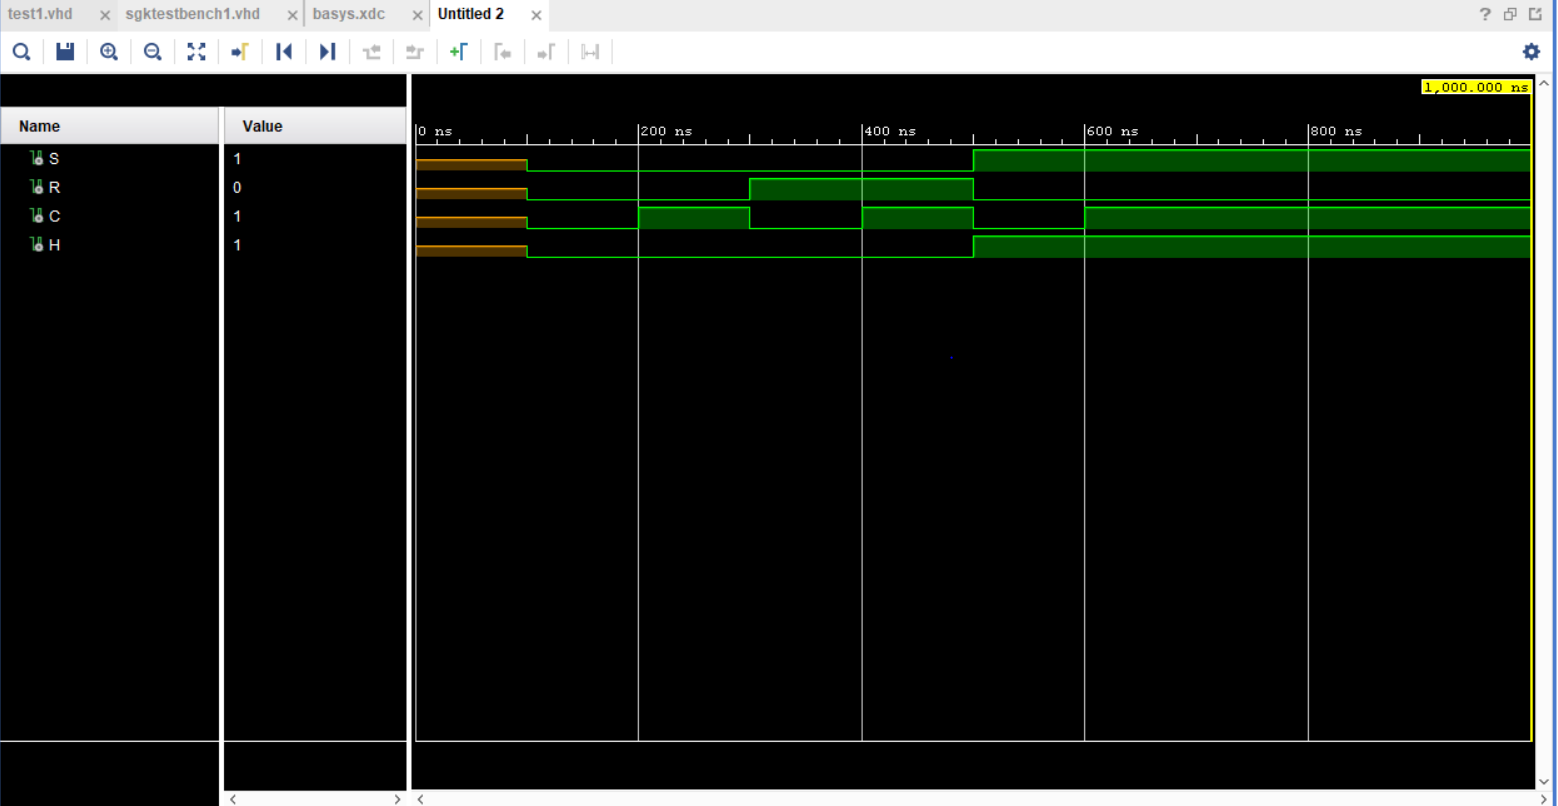 test1.vhd sgktestbench1.vhd basys.xdc Untitled 2
1,000.000 ns
Name Value
0 ns 200 ns 400 ns 600 ns 800 ns
S 1
R 0
C 1
H 1